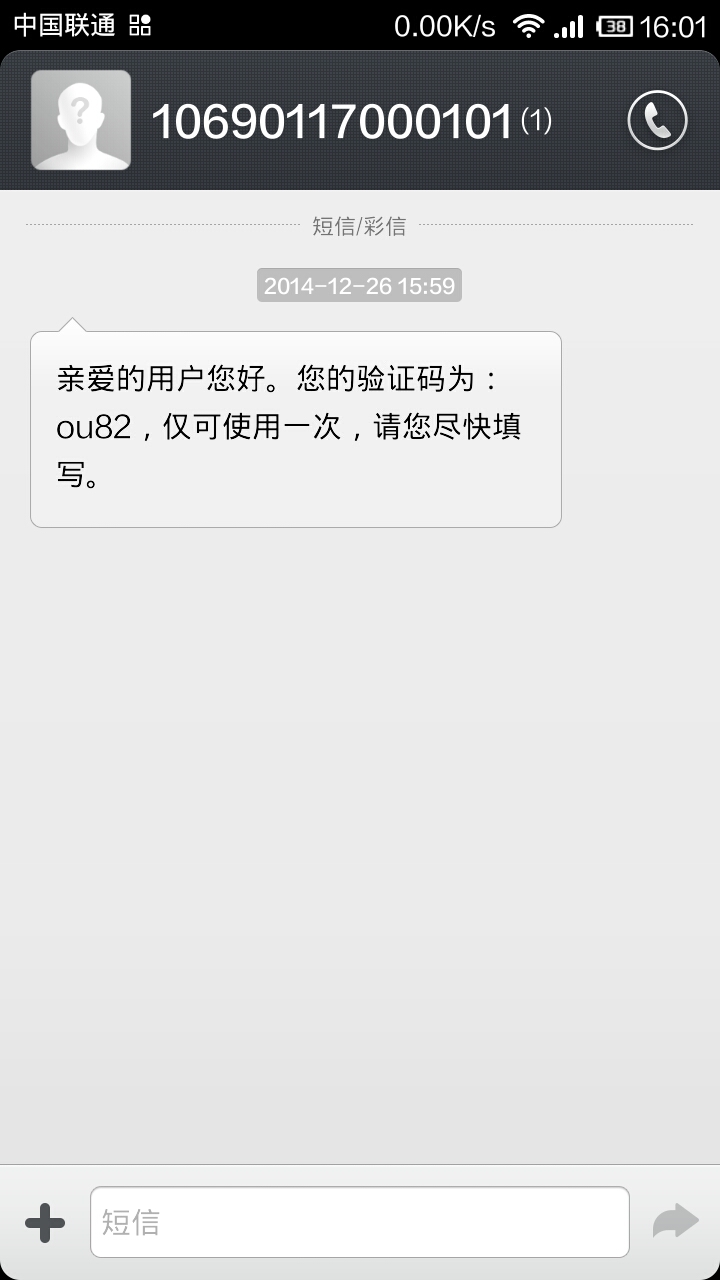 中国联通 0.00K/s 38 16:01
10690117000101(1)
短信/彩信
2014-12-26 15:59
亲爱的用户您好。您的验证码为：
ou82，仅可使用一次，请您尽快填
写。
短信